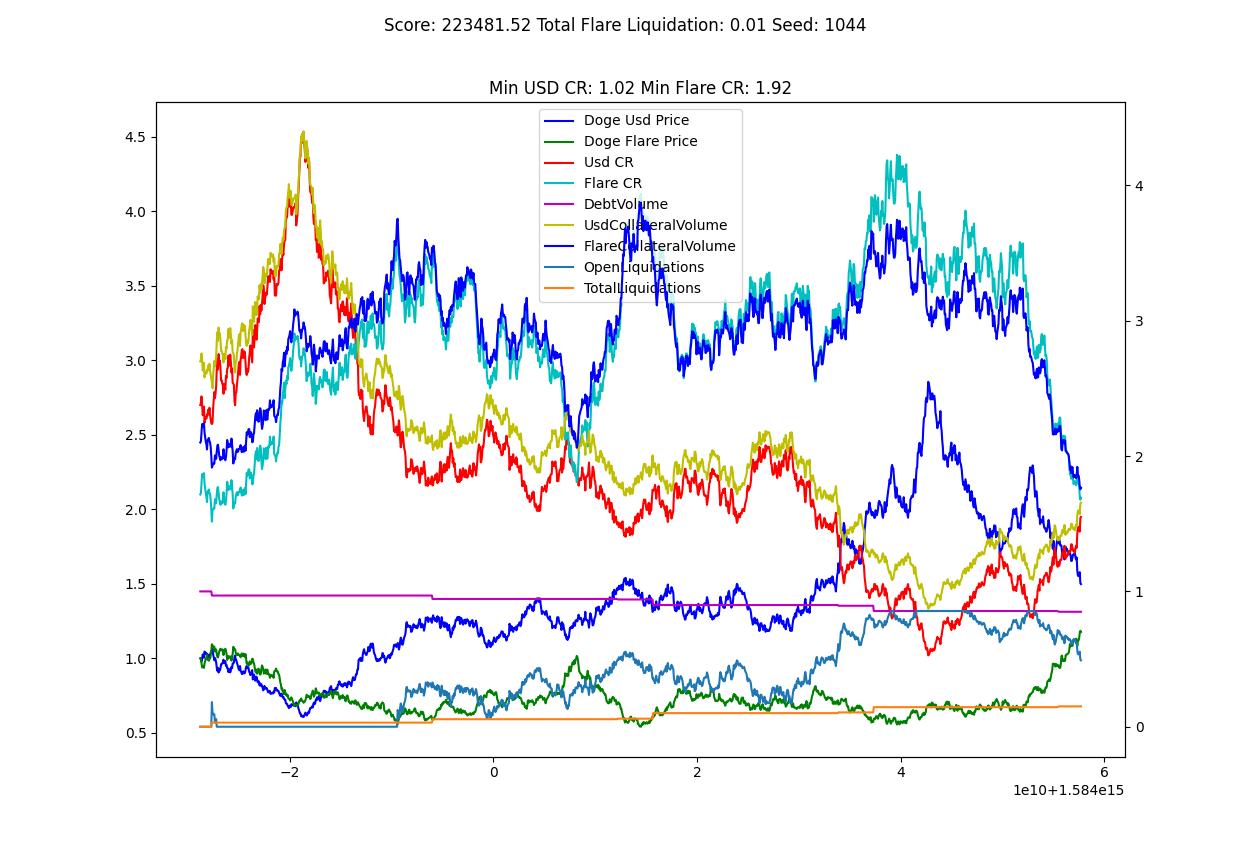 Score: 223481.52 Total Flare Liquidation: 0.01 Seed: 1044
Min USD CR: 1.02 Min Flare CR: 1.92
Doge Usd Price
Doge Flare Price
Usd CR
Flare CR
DebtVolume
UsdCollateralVolume
FlareCollateralVolume
OpenLiquidations
TotalLiquidations
4.5
4.0
3.5
3.0
2.5
2.0
1.5
1.0
0.5
4
3
2
1
0
−2
0
2
4
6
1e10+1.584e15